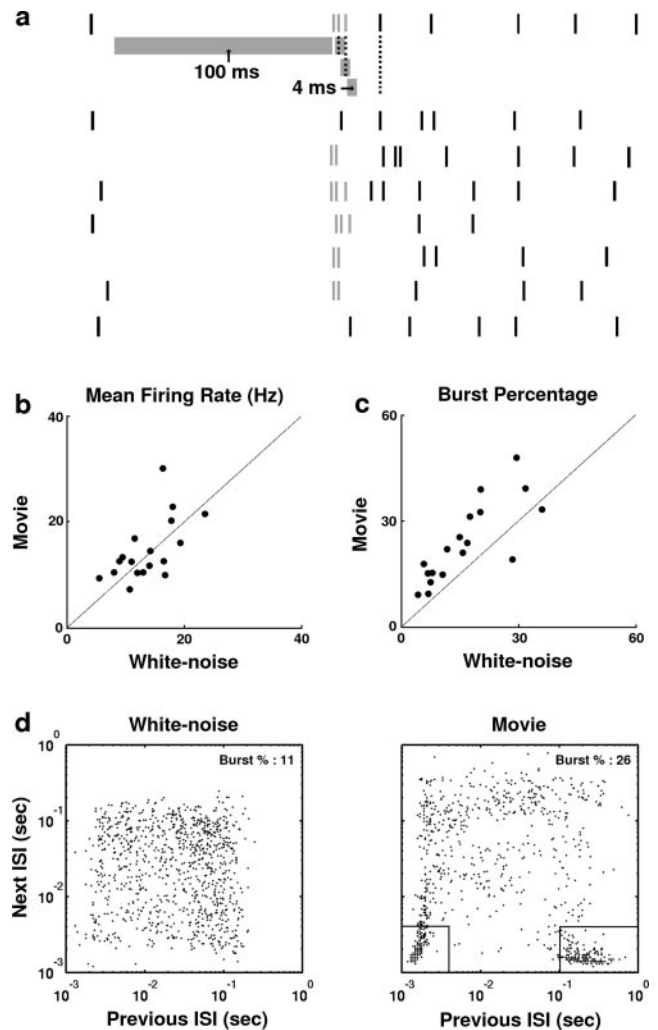 a
100 ms
4 ms
b
Mean Firing Rate (Hz)
40
20
0
Movie
0 20 40
White-noise
c
Burst Percentage
60
30
0
Movie
0 30 60
White-noise
d
White-noise
Burst % : 11
10^0
10^-1
10^-2
10^-3
Next ISI (sec)
10^-3 10^-2 10^-1 10^0
Previous ISI (sec)
Movie
Burst % : 26
10^-3 10^-2 10^-1 10^0
Previous ISI (sec)